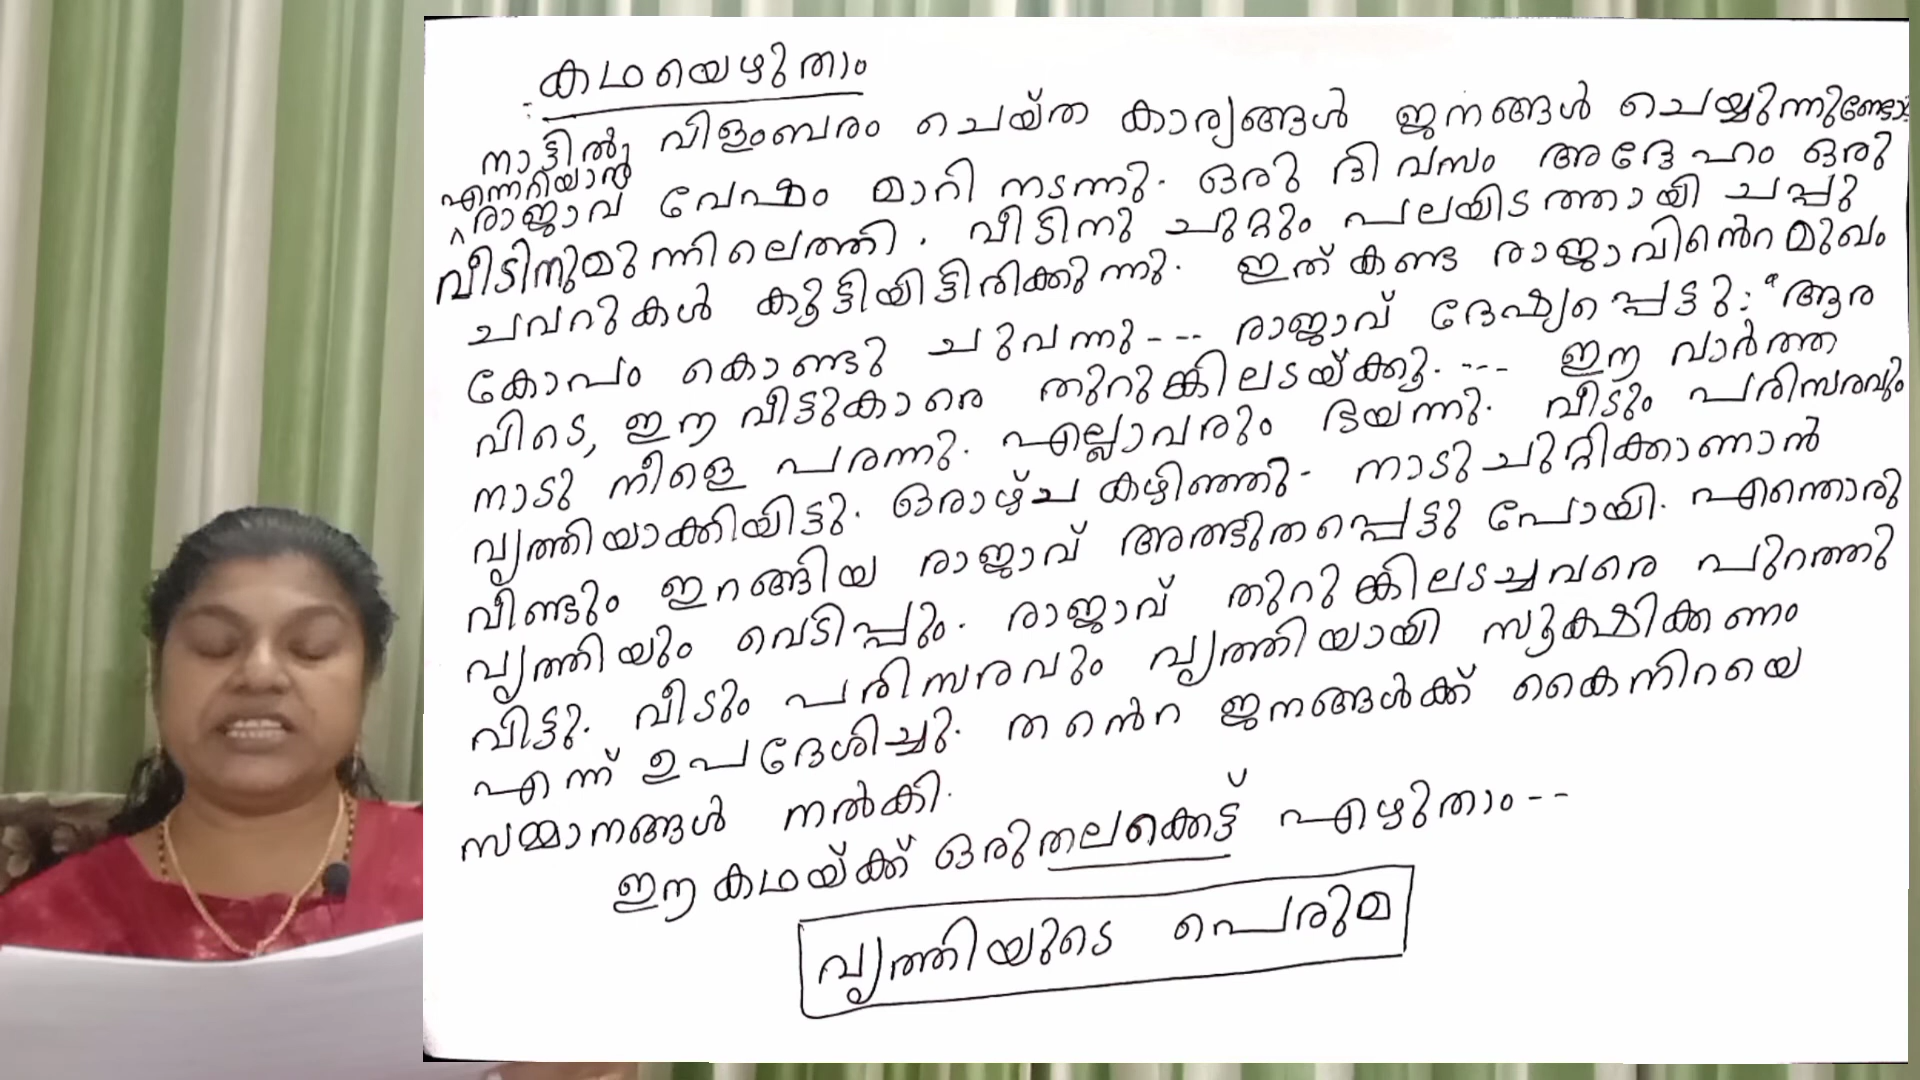 കഥയെഴുതാം
നാട്ടിൽ വിളംബരം ചെയ്ത കാര്യങ്ങൾ ജനങ്ങൾ ചെയ്യുന്നുണ്ടോ
എന്നറിയാൻ
രാജാവ് വേഷം മാറി നടന്നു. ഒരു ദിവസം അദ്ദേഹം ഒരു
വീടിനുമുന്നിലെത്തി. വീടിനു ചുറ്റും പലയിടത്തായി ചപ്പു
ചവറുകൾ കൂട്ടിയിട്ടിരിക്കുന്നു. ഇത് കണ്ട രാജാവിൻെറ മുഖം
കോപം കൊണ്ടു ചുവന്നു--- രാജാവ് ദേഷ്യപ്പെട്ടു: "ആര
വിടെ, ഈ വീട്ടുകാരെ തുറുങ്കിലടയ്ക്കൂ. --- ഈ വാർത്ത
നാടു നീളെ പരന്നു. എല്ലാവരും ഭയന്നു. വീടും പരിസരവും
വൃത്തിയാക്കിയിട്ടു. ഒരാഴ്ച കഴിഞ്ഞു- നാടു ചുറ്റിക്കാണാൻ
വീണ്ടും ഇറങ്ങിയ രാജാവ് അത്ഭുതപ്പെട്ടു പോയി. എന്തൊരു
വൃത്തിയും വെടിപ്പും. രാജാവ് തുറുങ്കിലടച്ചവരെ പുറത്തു
വിട്ടു. വീടും പരിസരവും വൃത്തിയായി സൂക്ഷിക്കണം
എന്ന് ഉപദേശിച്ചു. തൻെറ ജനങ്ങൾക്ക് കൈനിറയെ
സമ്മാനങ്ങൾ നൽകി.
ഈ കഥയ്ക്ക് ഒരു തലക്കെട്ട് എഴുതാം--
വൃത്തിയുടെ പെരുമ